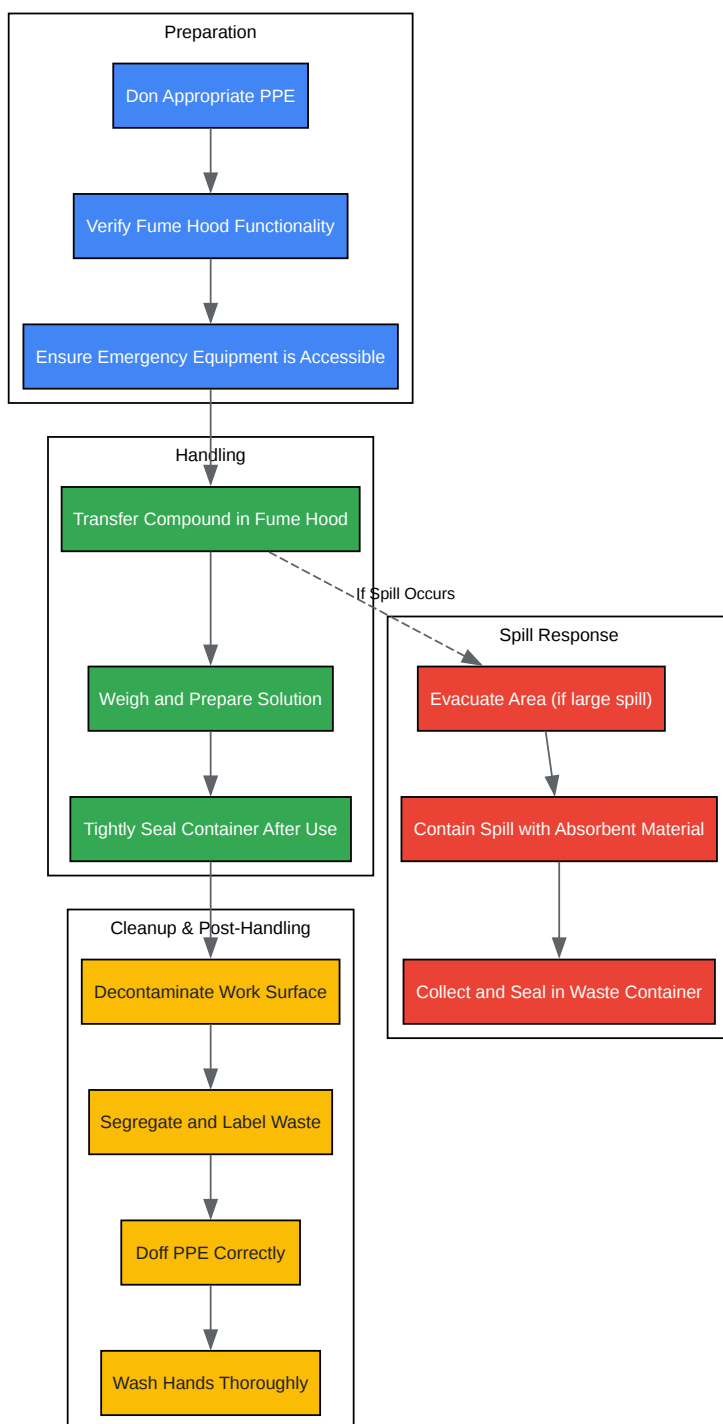 Preparation
Don Appropriate PPE
Verify Fume Hood Functionality
Ensure Emergency Equipment is Accessible
Handling
Transfer Compound in Fume Hood
If Spill Occurs
Weigh and Prepare Solution
Tightly Seal Container After Use
Spill Response
Evacuate Area (if large spill)
Contain Spill with Absorbent Material
Collect and Seal in Waste Container
Cleanup & Post-Handling
Decontaminate Work Surface
Segregate and Label Waste
Doff PPE Correctly
Wash Hands Thoroughly